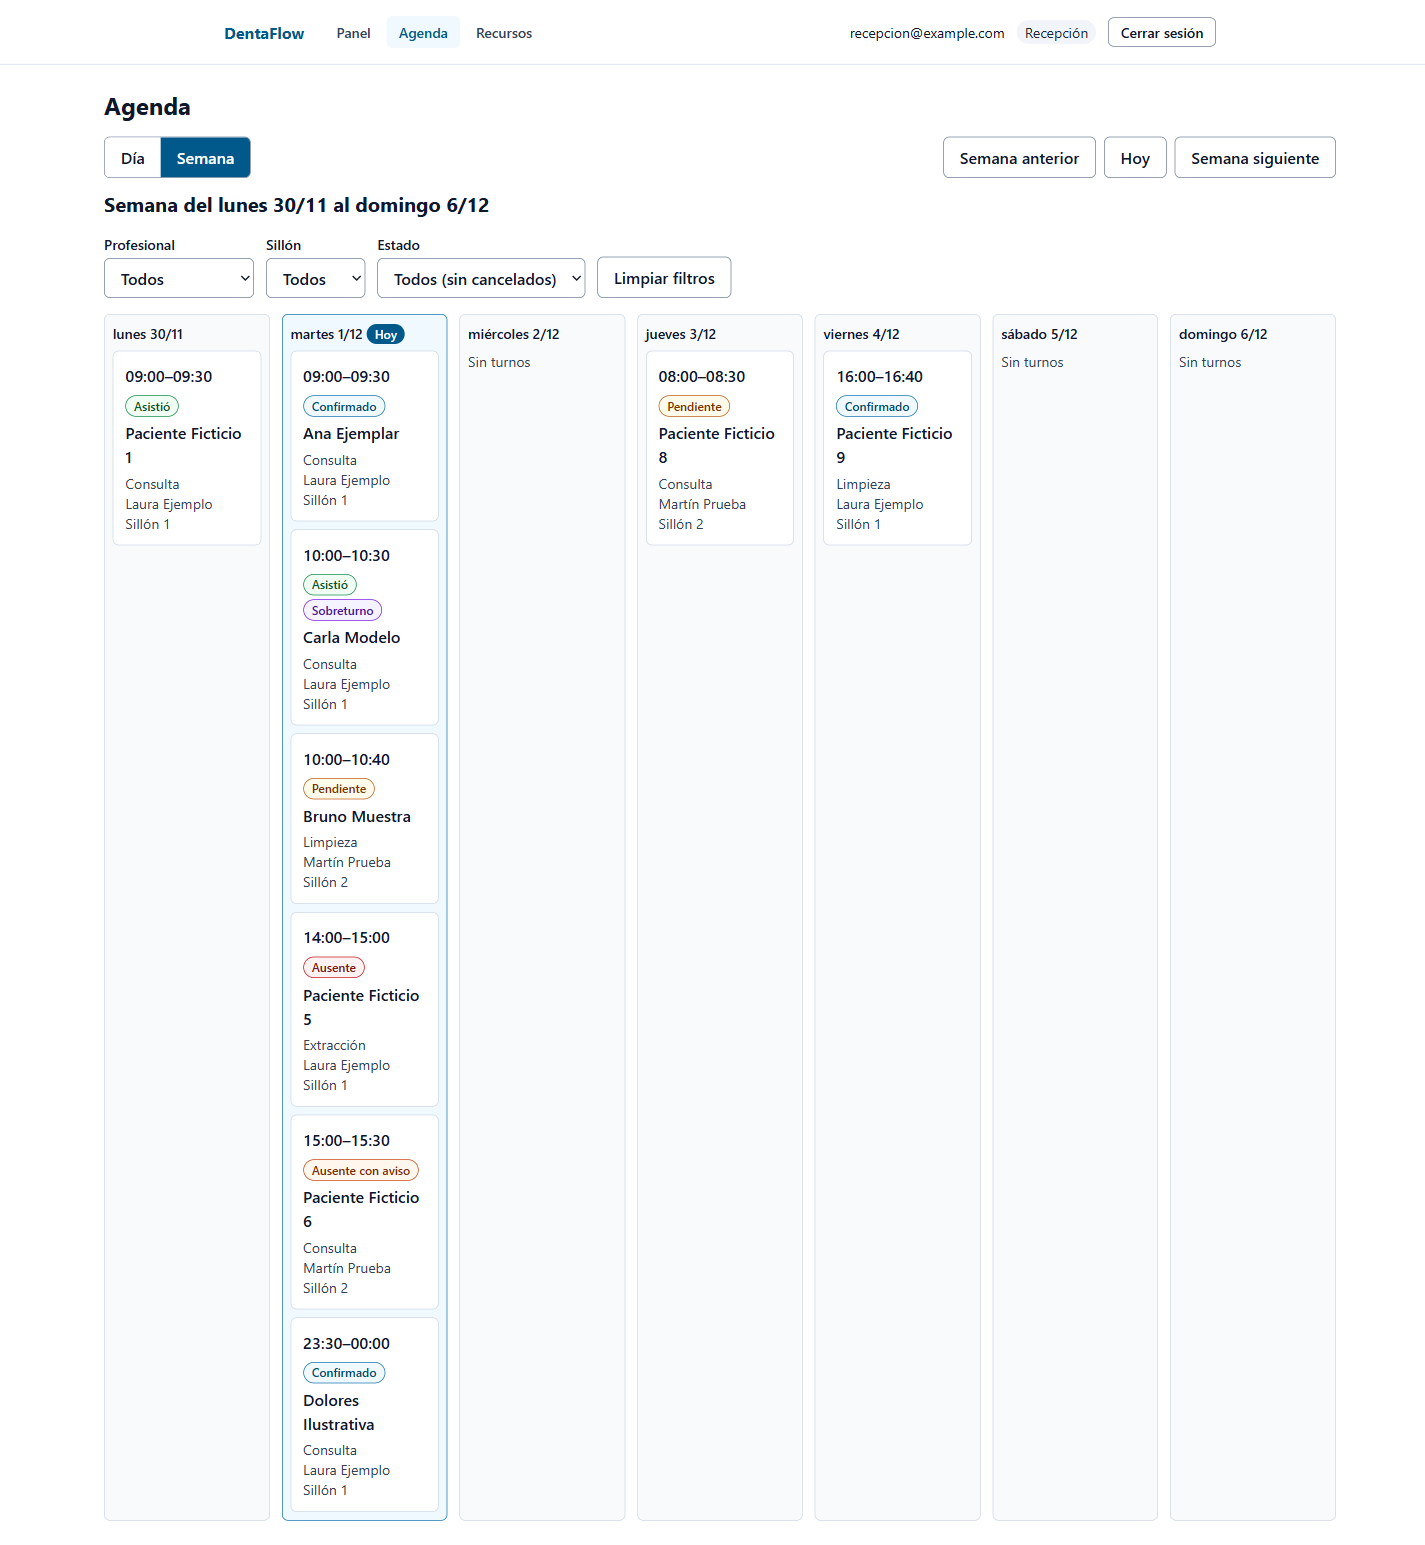 DentaFlow
Panel
Agenda
Recursos
recepcion@example.com
Recepción
Cerrar sesión
Agenda
Día
Semana
Semana anterior
Hoy
Semana siguiente
Semana del lunes 30/11 al domingo 6/12
Profesional
Sillón
Estado
Todos
Todos
Todos (sin cancelados)
Limpiar filtros
lunes 30/11
09:00–09:30
Asistió
Paciente Ficticio
1
Consulta
Laura Ejemplo
Sillón 1
martes 1/12
Hoy
09:00–09:30
Confirmado
Ana Ejemplar
Consulta
Laura Ejemplo
Sillón 1
10:00–10:30
Asistió
Sobreturno
Carla Modelo
Consulta
Laura Ejemplo
Sillón 1
10:00–10:40
Pendiente
Bruno Muestra
Limpieza
Martín Prueba
Sillón 2
14:00–15:00
Ausente
Paciente Ficticio
5
Extracción
Laura Ejemplo
Sillón 1
15:00–15:30
Ausente con aviso
Paciente Ficticio
6
Consulta
Martín Prueba
Sillón 2
23:30–00:00
Confirmado
Dolores
Ilustrativa
Consulta
Laura Ejemplo
Sillón 1
miércoles 2/12
Sin turnos
jueves 3/12
08:00–08:30
Pendiente
Paciente Ficticio
8
Consulta
Martín Prueba
Sillón 2
viernes 4/12
16:00–16:40
Confirmado
Paciente Ficticio
9
Limpieza
Laura Ejemplo
Sillón 1
sábado 5/12
Sin turnos
domingo 6/12
Sin turnos